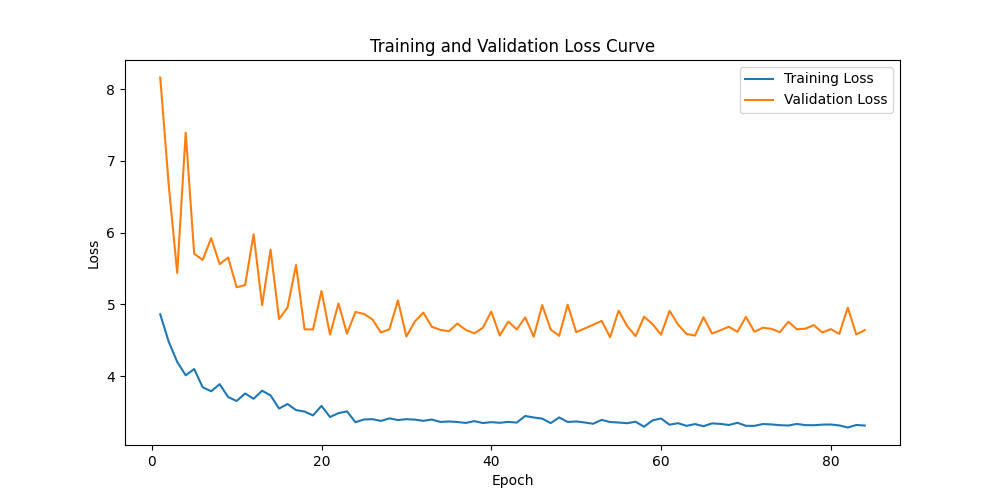 Training and Validation Loss Curve
Training Loss
Validation Loss
8
7
6
5
4
Loss
0 20 40 60 80
Epoch